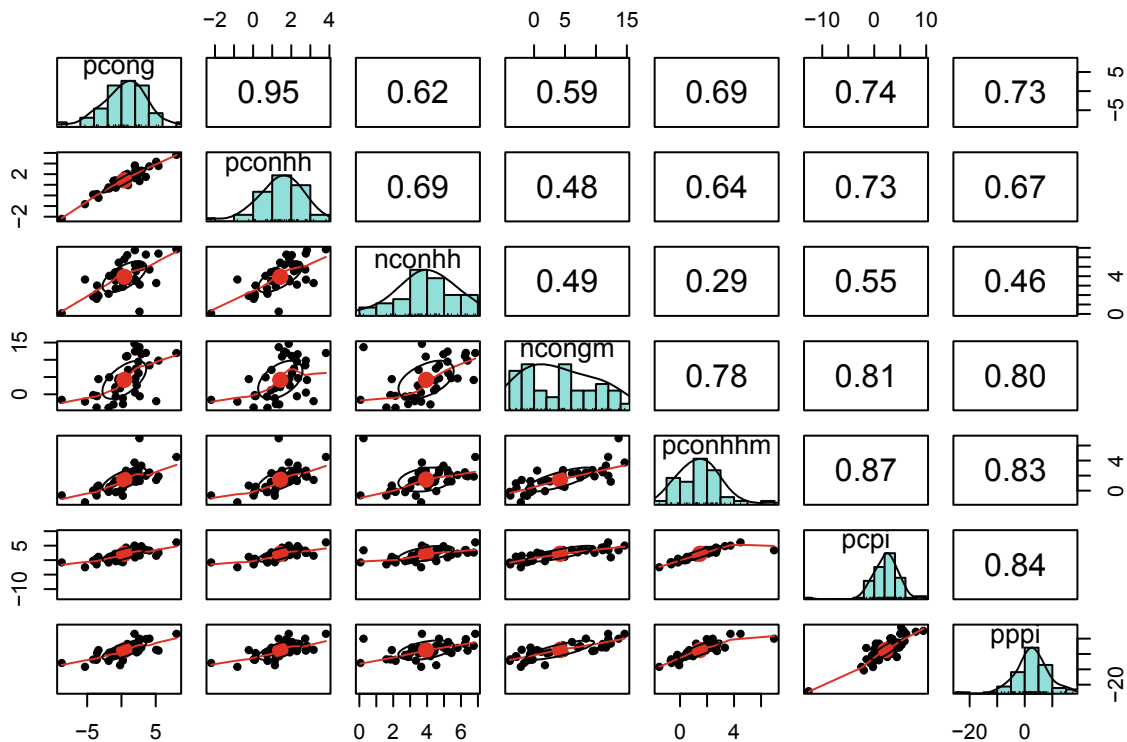 −2 0 2 4 0 5 15 −10 0 10
pcong 0.95 0.62 0.59 0.69 0.74 0.73 −5 5
−2 2 pconhh 0.69 0.48 0.64 0.73 0.67
nconhh 0.49 0.29 0.55 0.46 0 4
0 15 ncongm 0.78 0.81 0.80
pconhhm 0.87 0.83 0 4
−10 5 pcpi 0.84
pppi −20
−5 5 0 1 2 3 4 5 6 7 0 4 −20 0